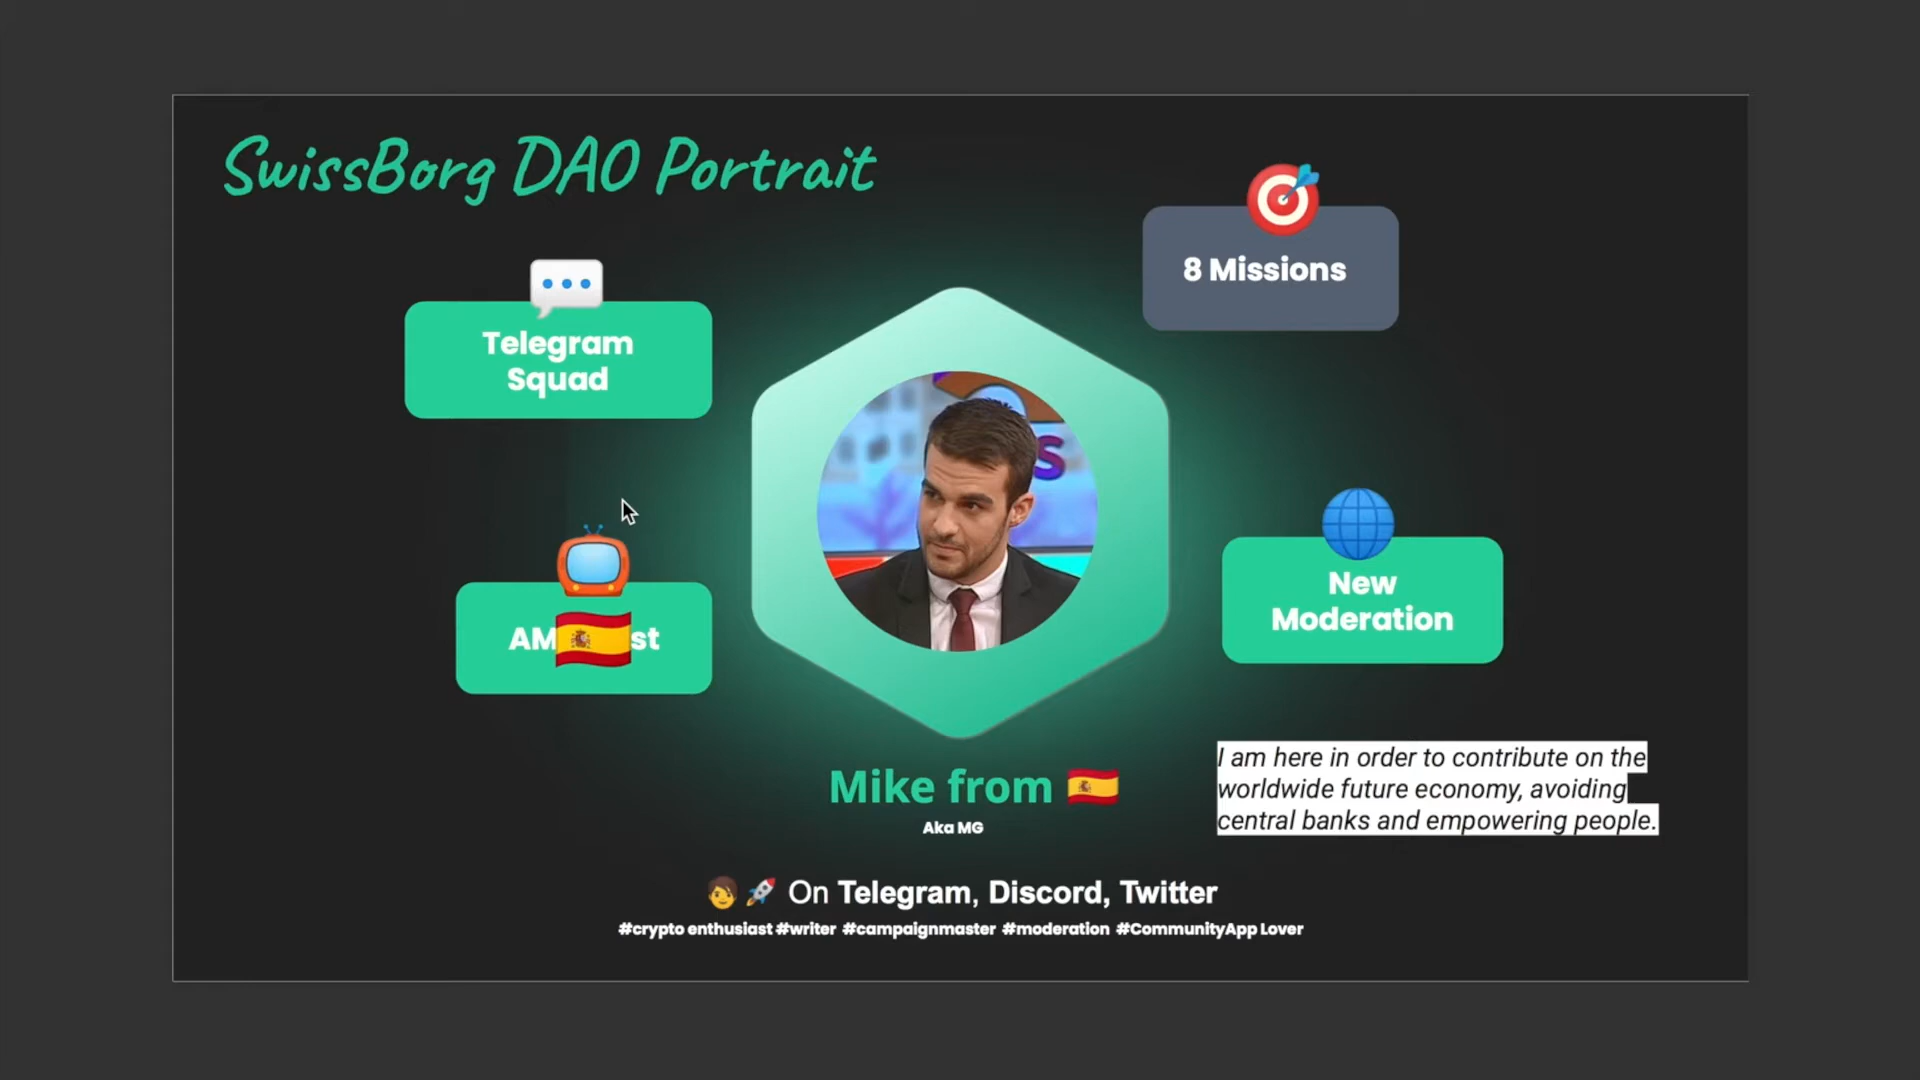 SwissBorg DAO Portrait
8 Missions
Telegram
Squad
AM st
New
Moderation
I am here in order to contribute on the
worldwide future economy, avoiding
central banks and empowering people.
Mike from
Aka MG
On Telegram, Discord, Twitter
#crypto enthusiast #writer #campaignmaster #moderation #CommunityApp Lover